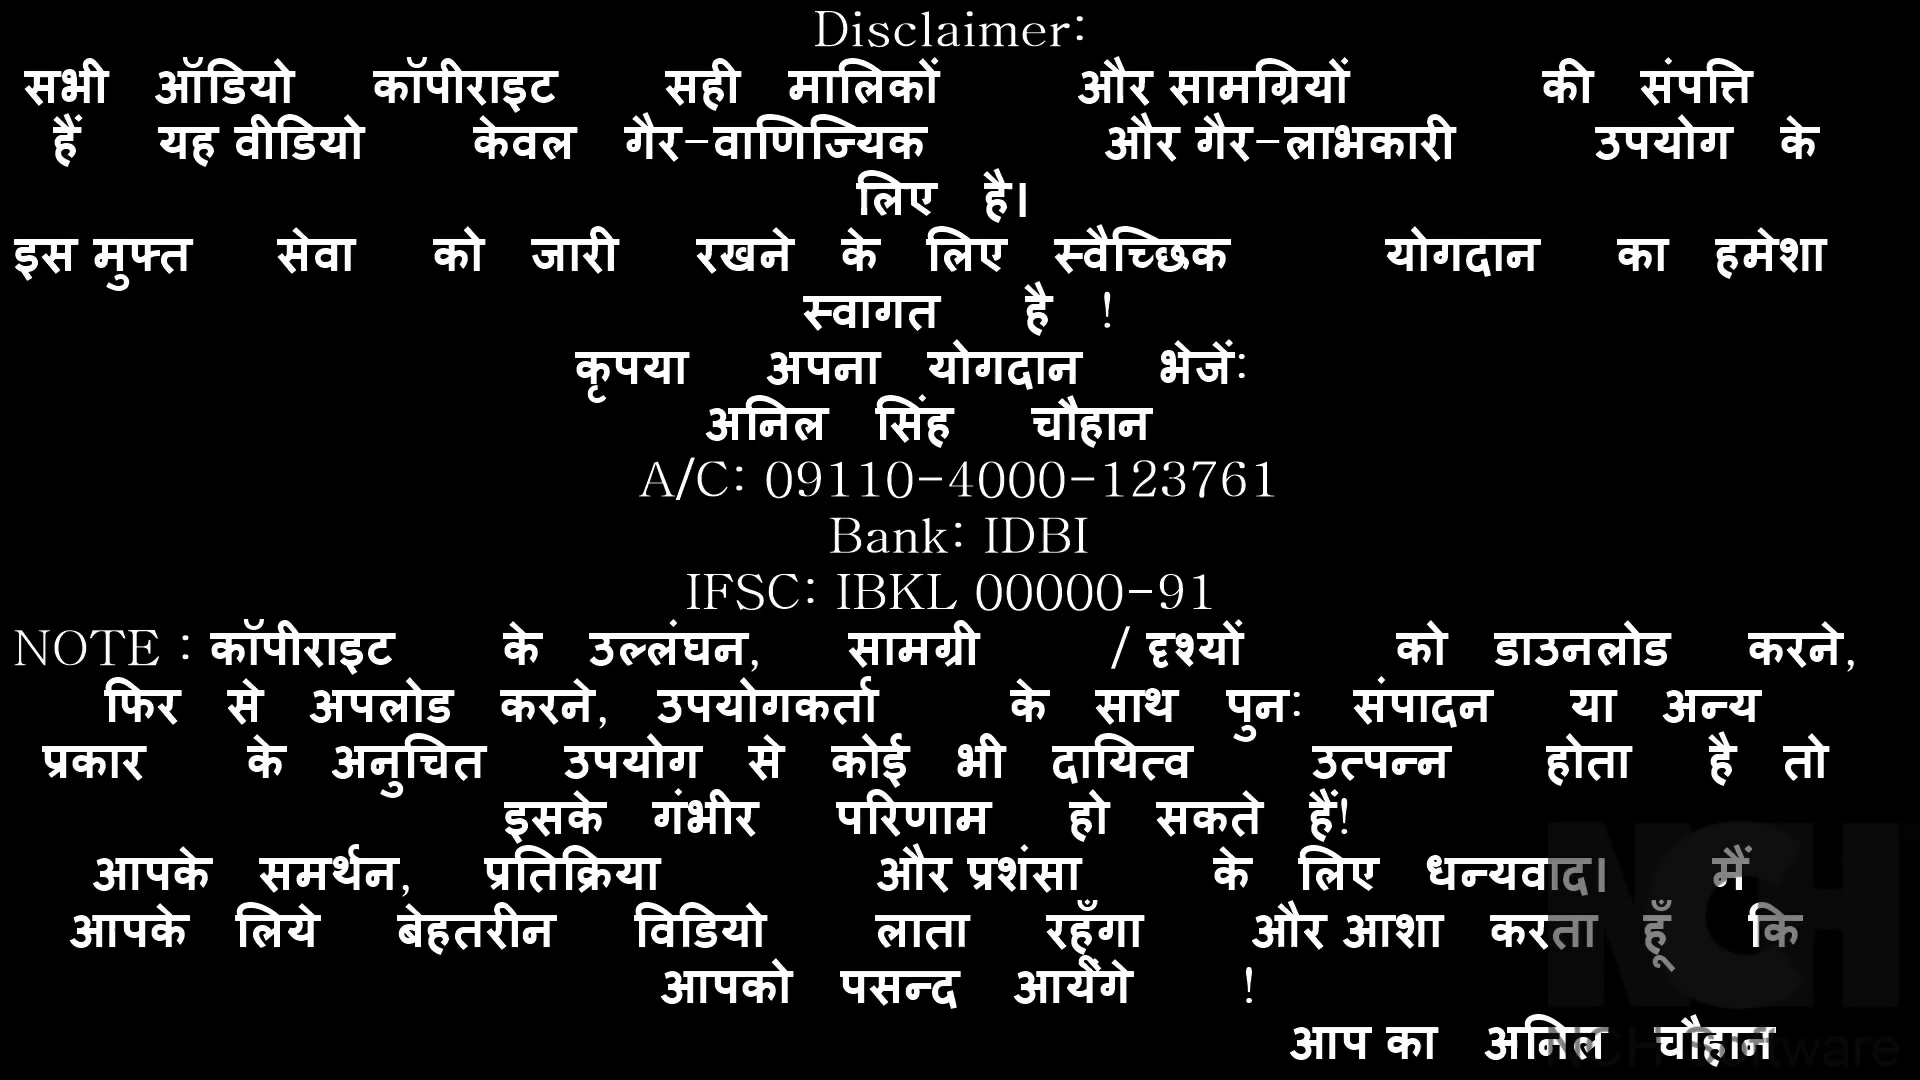 Disclaimer:
सभी ऑडियो कॉपीराइट सही मालिकों और सामग्रियों की संपत्ति
हैं यह वीडियो केवल गैर-वाणिज्यिक और गैर-लाभकारी उपयोग के
लिए है।
इस मुफ्त सेवा को जारी रखने के लिए स्वैच्छिक योगदान का हमेशा
स्वागत है !
कृपया अपना योगदान भेजें:
अनिल सिंह चौहान
A/C: 09110-4000-123761
Bank: IDBI
IFSC: IBKL 00000-91
NOTE : कॉपीराइट के उल्लंघन, सामग्री / दृश्यों को डाउनलोड करने,
फिर से अपलोड करने, उपयोगकर्ता के साथ पुन: संपादन या अन्य
प्रकार के अनुचित उपयोग से कोई भी दायित्व उत्पन्न होता है तो
इसके गंभीर परिणाम हो सकते हैं!
आपके समर्थन, प्रतिक्रिया और प्रशंसा के लिए धन्यवाद। मैं
आपके लिये बेहतरीन विडियो लाता रहूँगा और आशा करता हूँ कि
आपको पसन्द आयेंगे !
आप का अनिल चौहान
NCH
NCH Software